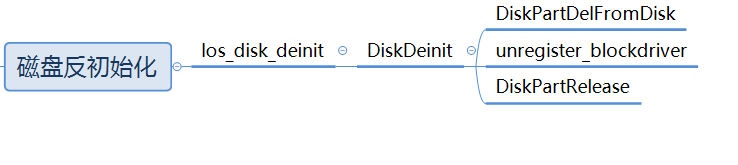 磁盘反初始化
los_disk_deinit
DiskDeinit
DiskPartDelFromDisk
unregister_blockdriver
DiskPartRelease